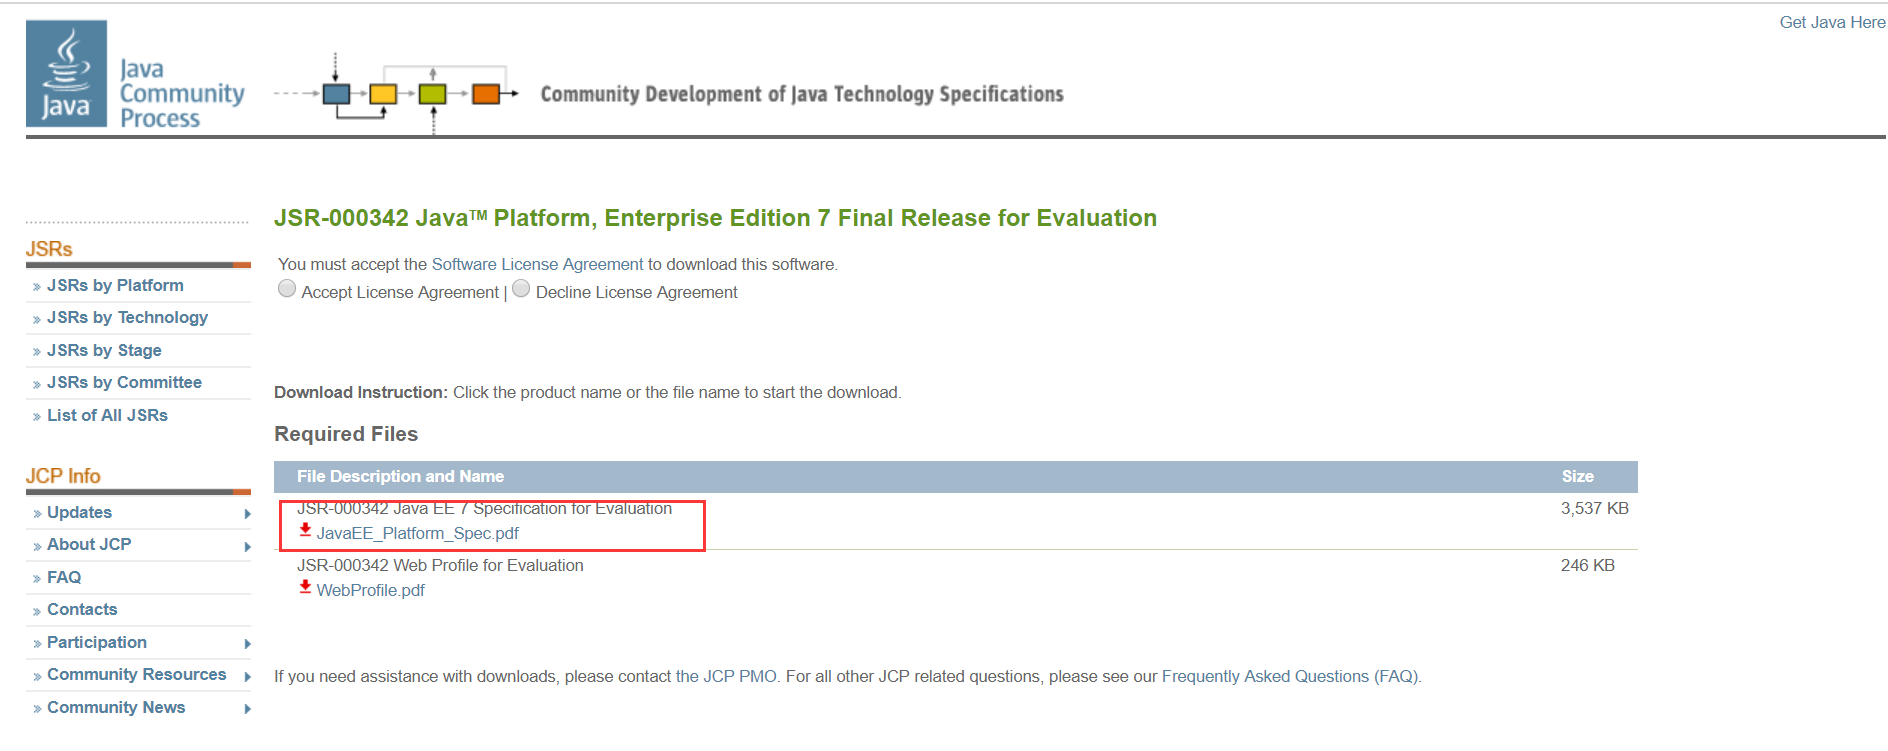 Get Java Here
Java
Java
Community
Process
Community Development of Java Technology Specifications
JSRs
» JSRs by Platform
» JSRs by Technology
» JSRs by Stage
» JSRs by Committee
» List of All JSRs
JCP Info
» Updates
» About JCP
» FAQ
» Contacts
» Participation
» Community Resources
» Community News
JSR-000342 Java™ Platform, Enterprise Edition 7 Final Release for Evaluation
You must accept the Software License Agreement to download this software.
Accept License Agreement | Decline License Agreement
Download Instruction: Click the product name or the file name to start the download.
Required Files
File Description and Name Size
JSR-000342 Java EE 7 Specification for Evaluation 3,537 KB
JavaEE_Platform_Spec.pdf
JSR-000342 Web Profile for Evaluation 246 KB
WebProfile.pdf
If you need assistance with downloads, please contact the JCP PMO. For all other JCP related questions, please see our Frequently Asked Questions (FAQ).